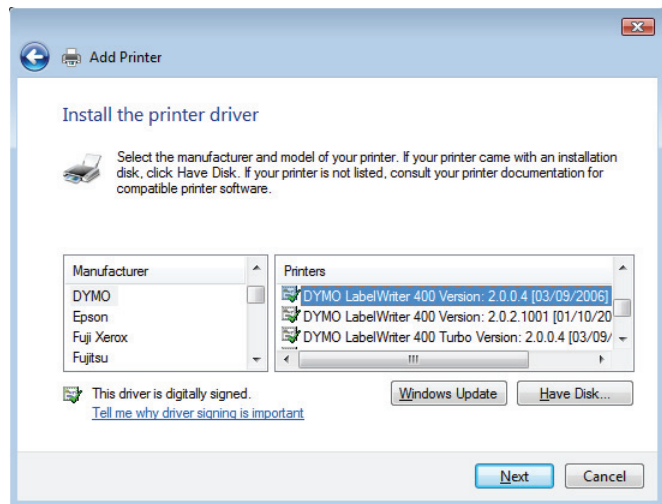 Add Printer
Install the printer driver
Select the manufacturer and model of your printer. If your printer came with an installation
disk, click Have Disk. If your printer is not listed, consult your printer documentation for
compatible printer software.
Manufacturer
DYMO
Epson
Fuji Xerox
Fujitsu
Printers
DYMO LabelWriter 400 Version: 2.0.0.4 [03/09/2006]
DYMO LabelWriter 400 Version: 2.0.2.1001 [01/10/20
DYMO LabelWriter 400 Turbo Version: 2.0.0.4 [03/09/
This driver is digitally signed.
Tell me why driver signing is important
Windows Update
Have Disk...
Next
Cancel